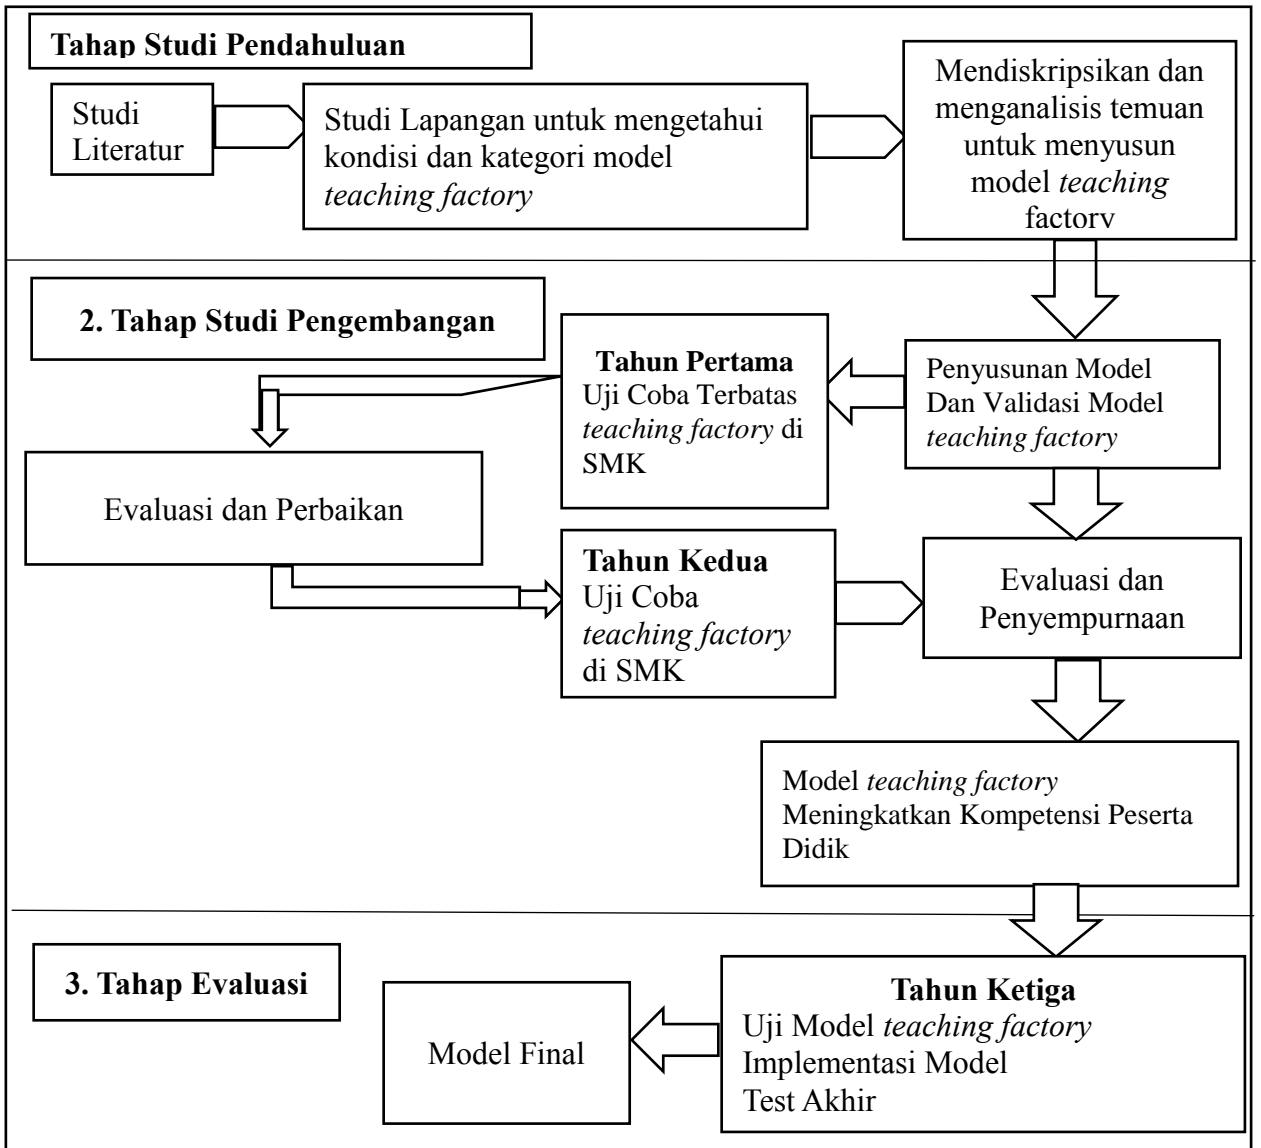 Tahap Studi Pendahuluan
Studi
Literatur
Studi Lapangan untuk mengetahui
kondisi dan kategori model
teaching factory
Mendiskripsikan dan
menganalisis temuan
untuk menyusun
model teaching
factory
2. Tahap Studi Pengembangan
Penyusunan Model
Dan Validasi Model
teaching factory
Tahun Pertama
Uji Coba Terbatas
teaching factory di
SMK
Evaluasi dan Perbaikan
Tahun Kedua
Uji Coba
teaching factory
di SMK
Evaluasi dan
Penyempurnaan
Model teaching factory
Meningkatkan Kompetensi Peserta
Didik
3. Tahap Evaluasi
Tahun Ketiga
Uji Model teaching factory
Implementasi Model
Test Akhir
Model Final